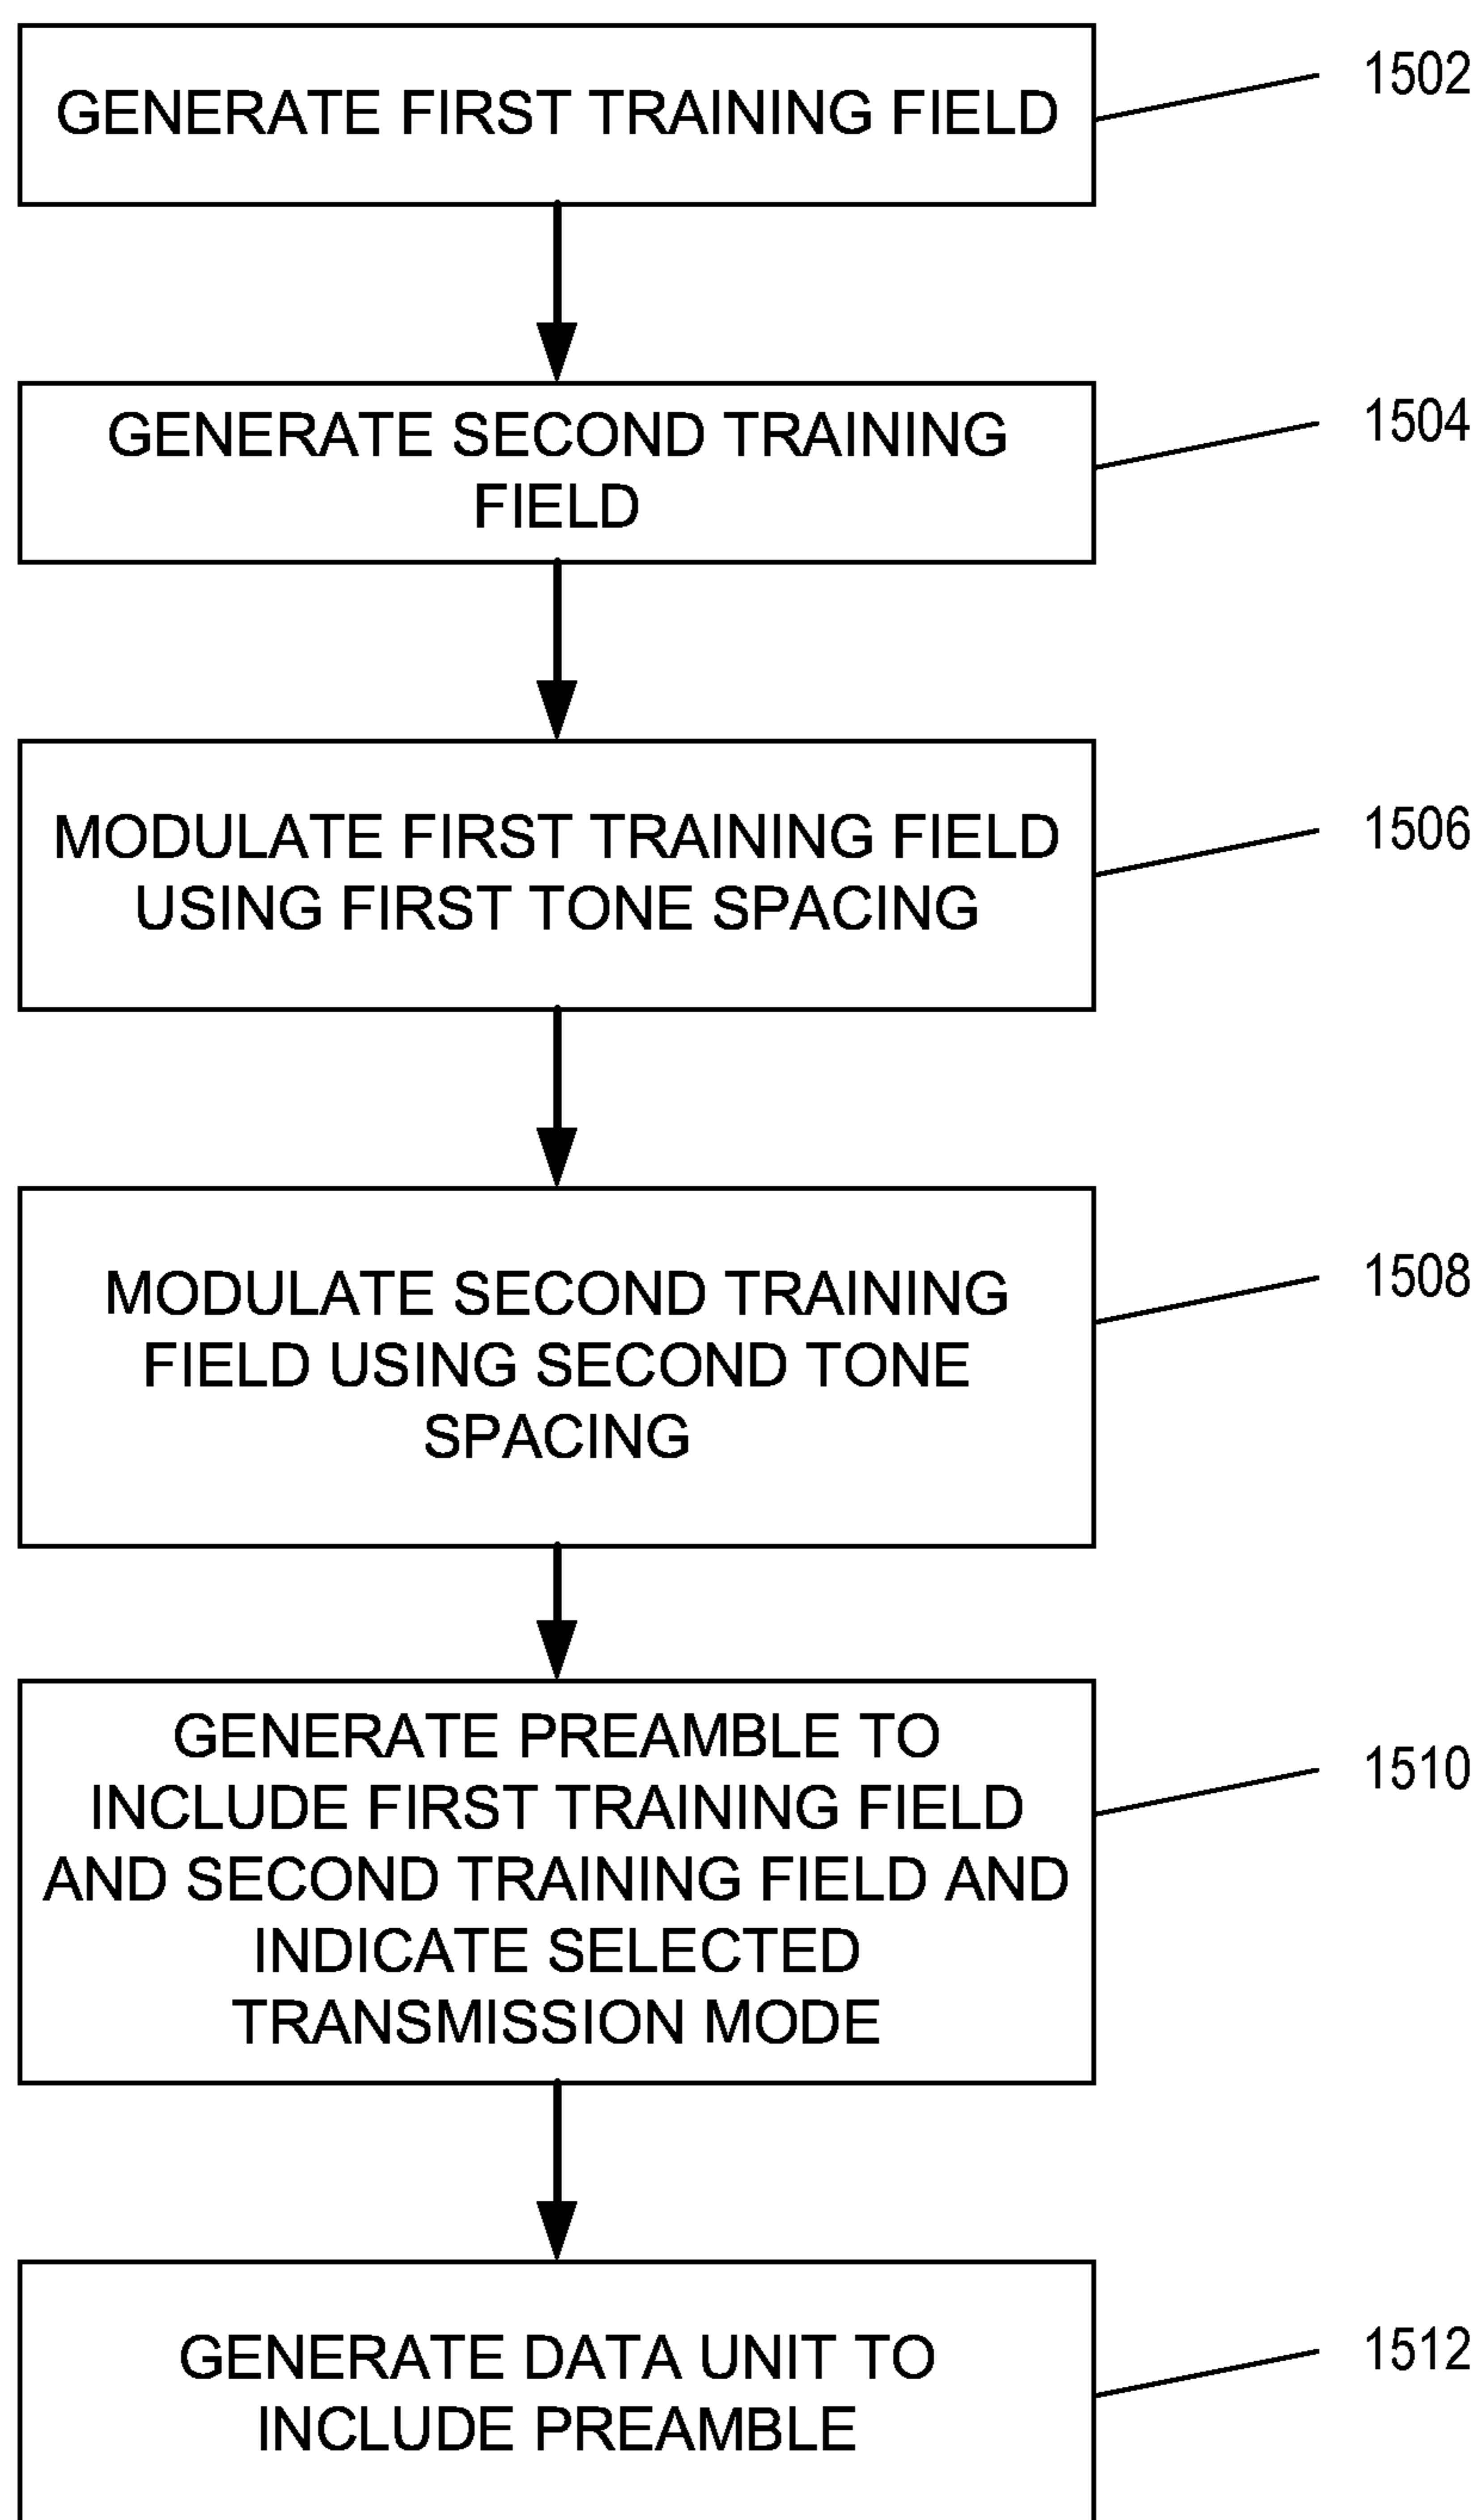 GENERATE FIRST TRAINING FIELD
1502
GENERATE SECOND TRAINING
FIELD
1504
MODULATE FIRST TRAINING FIELD
USING FIRST TONE SPACING
1506
MODULATE SECOND TRAINING
FIELD USING SECOND TONE
SPACING
1508
GENERATE PREAMBLE TO
INCLUDE FIRST TRAINING FIELD
AND SECOND TRAINING FIELD AND
INDICATE SELECTED
TRANSMISSION MODE
1510
GENERATE DATA UNIT TO
INCLUDE PREAMBLE
1512